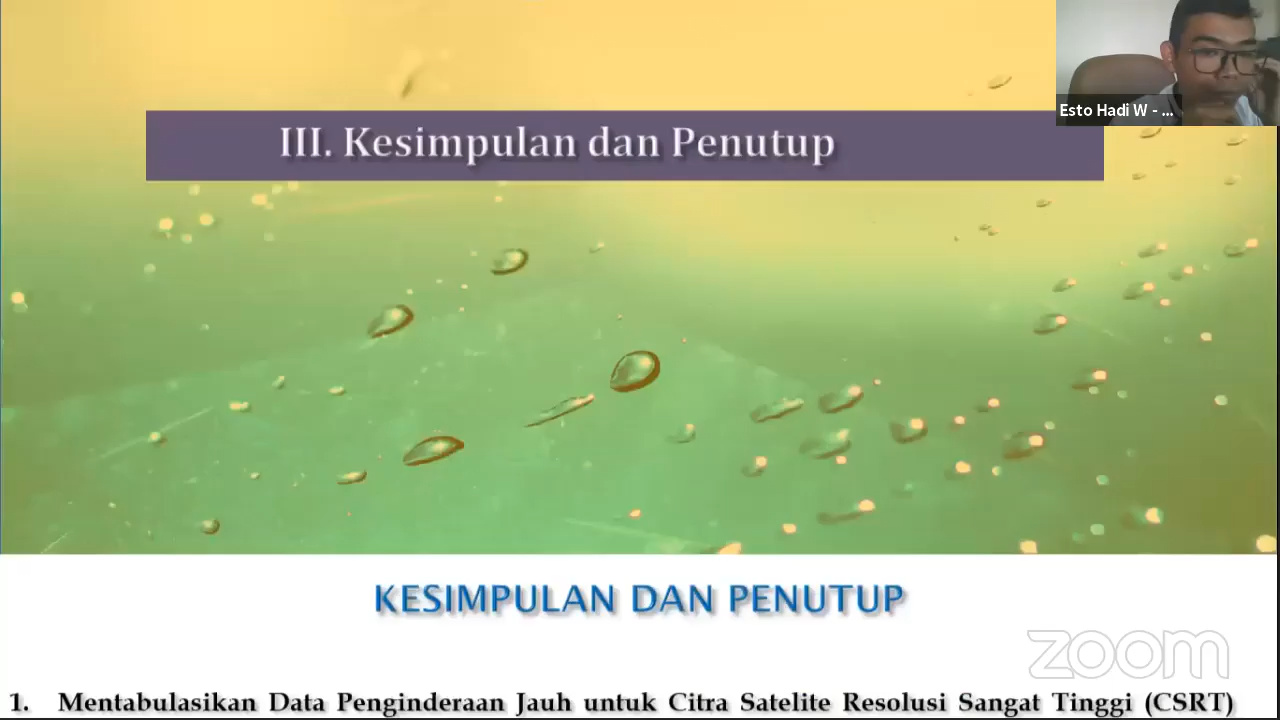 Esto Hadi W - ...
III. Kesimpulan dan Penutup
KESIMPULAN DAN PENUTUP
zoom
1. Mentabulasikan Data Penginderaan Jauh untuk Citra Satelite Resolusi Sangat Tinggi (CSRT)